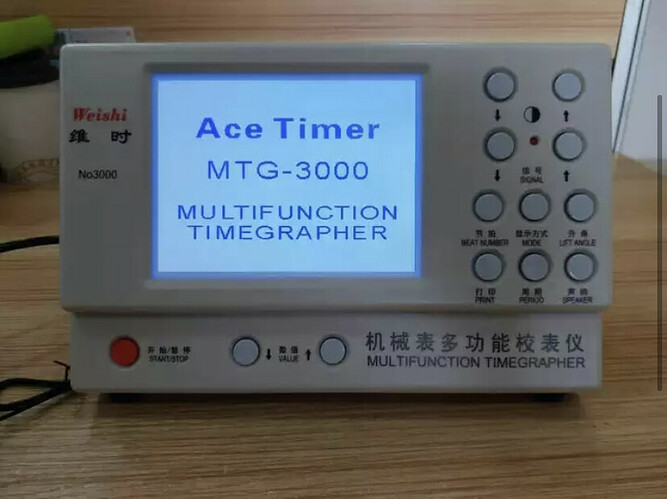 Weishi
维时
No3000
Ace Timer
MTG-3000
MULTIFUNCTION
TIMEGRAPHER
信号
SIGNAL
节拍
BEAT NUMBER
显示方式
MODE
升角
LIFT ANGLE
打印
PRINT
周期
PERIOD
声响
SPEAKER
开始/暂停
START/STOP
数值
VALUE
机械表多功能校表仪
MULTIFUNCTION TIMEGRAPHER